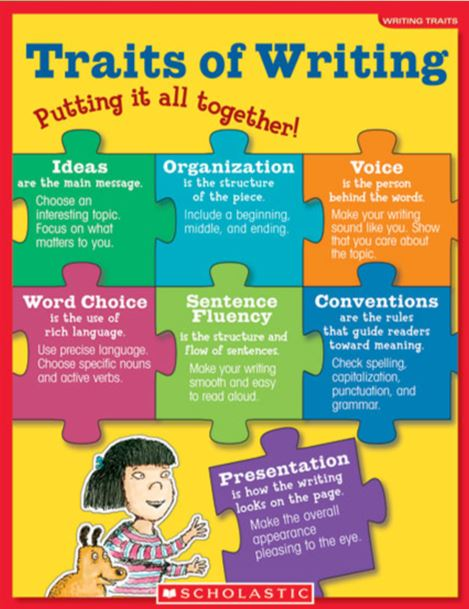 WRITING TRAITS
Traits of Writing
Putting it all together!
Ideas
are the main message.
Choose an
interesting topic.
Focus on what
matters to you.
Organization
is the structure
of the piece.
Include a beginning,
middle, and ending.
Voice
is the person
behind the words.
Make your writing
sound like you. Show
that you care about
the topic.
Word Choice
is the use of
rich language.
Use precise language.
Choose specific nouns
and active verbs.
Sentence
Fluency
is the structure and
flow of sentences.
Make your writing
smooth and easy
to read aloud.
Conventions
are the rules
that guide readers
toward meaning.
Check spelling,
capitalization,
punctuation, and
grammar.
Presentation
is how the writing
looks on the page.
Make the overall
appearance
pleasing to the eye.
SCHOLASTIC